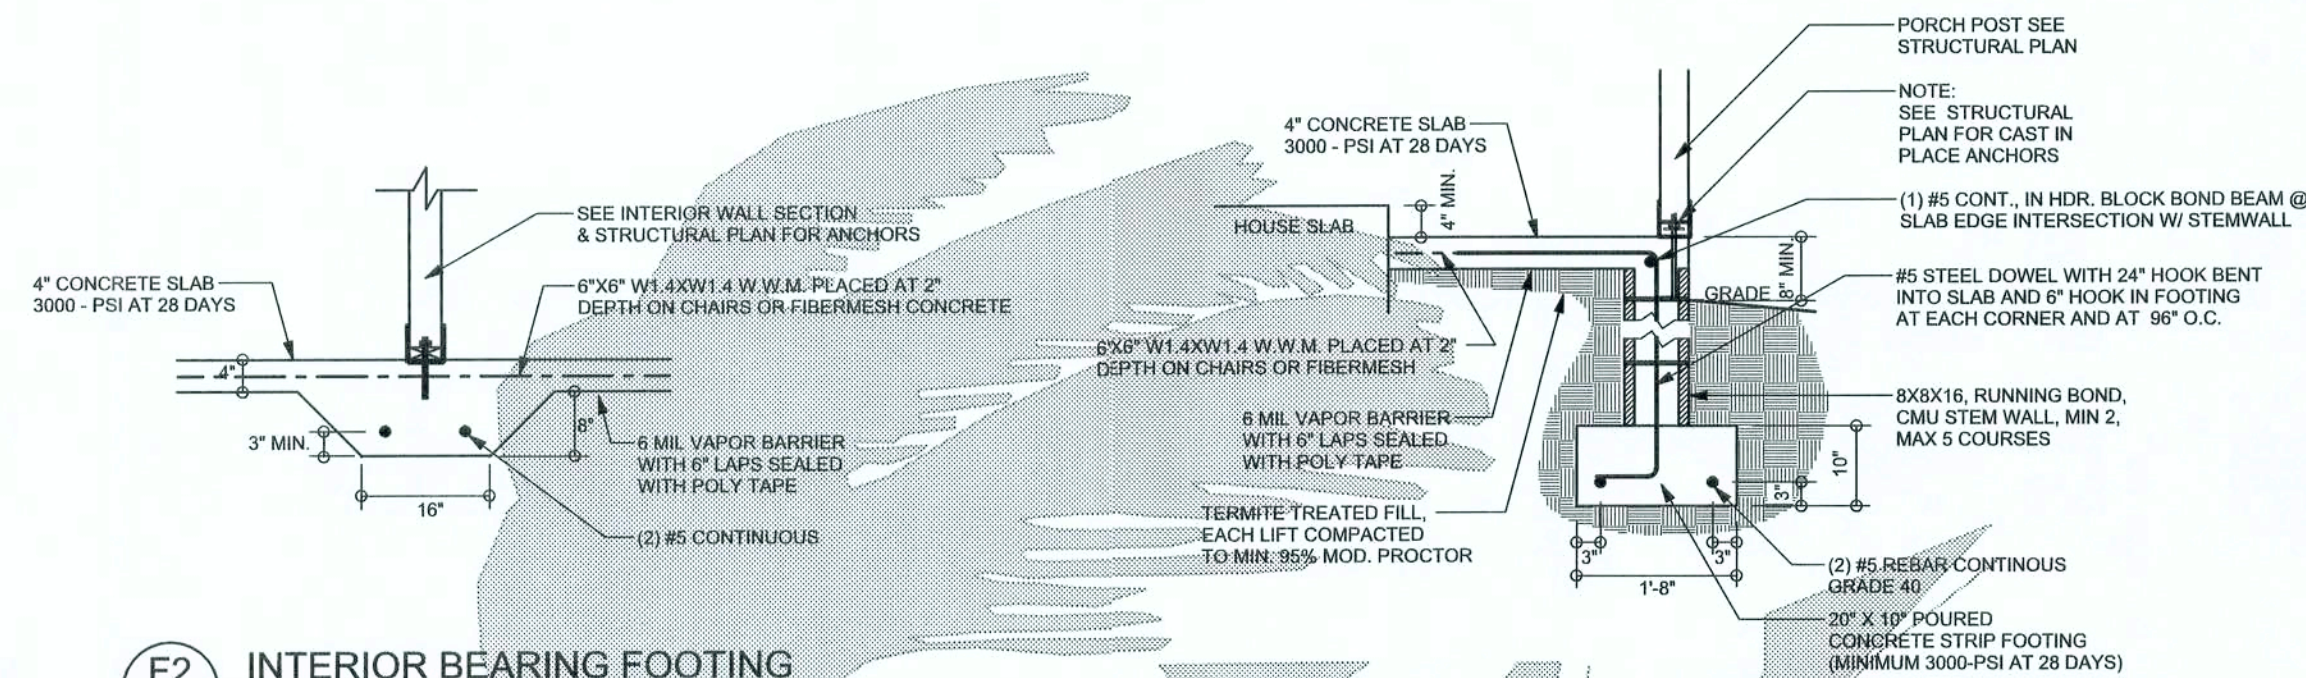 SEE INTERIOR WALL SECTION
& STRUCTURAL PLAN FOR ANCHORS
4" CONCRETE SLAB
3000 - PSI AT 28 DAYS
6"X6" W1.4XW1.4 W.W.M. PLACED AT 2"
DEPTH ON CHAIRS OR FIBERMESH CONCRETE
4"
3" MIN.
8"
6 MIL VAPOR BARRIER
WITH 6" LAPS SEALED
WITH POLY TAPE
16"
(2) #5 CONTINUOUS
F2
INTERIOR BEARING FOOTING
PORCH POST SEE
STRUCTURAL PLAN
NOTE:
SEE STRUCTURAL
PLAN FOR CAST IN
PLACE ANCHORS
4" CONCRETE SLAB
3000 - PSI AT 28 DAYS
4" MIN.
HOUSE SLAB
(1) #5 CONT., IN HDR. BLOCK BOND BEAM @
SLAB EDGE INTERSECTION W/ STEMWALL
8" MIN.
GRADE
#5 STEEL DOWEL WITH 24" HOOK BENT
INTO SLAB AND 6" HOOK IN FOOTING
AT EACH CORNER AND AT 96" O.C.
6"X6" W1.4XW1.4 W.W.M. PLACED AT 2"
DEPTH ON CHAIRS OR FIBERMESH
8X8X16, RUNNING BOND,
CMU STEM WALL, MIN 2,
MAX 5 COURSES
6 MIL VAPOR BARRIER
WITH 6" LAPS SEALED
WITH POLY TAPE
10"
3"
TERMITE TREATED FILL,
EACH LIFT COMPACTED
TO MIN. 95% MOD. PROCTOR
3"
3"
1'-8"
(2) #5 REBAR CONTINOUS
GRADE 40
20" X 10" POURED
CONCRETE STRIP FOOTING
(MINIMUM 3000-PSI AT 28 DAYS)